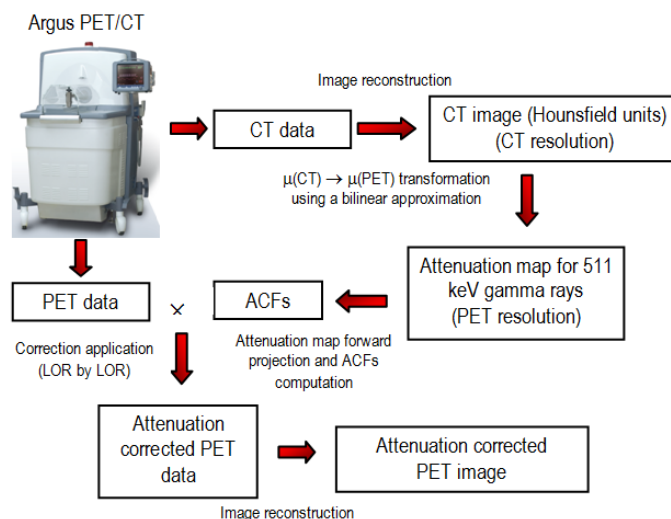 Argus PET/CT
Image reconstruction
CT data
CT image (Hounsfield units)
(CT resolution)
μ(CT) → μ(PET) transformation
using a bilinear approximation
Attenuation map for 511
keV gamma rays
(PET resolution)
PET data
×
ACFs
Correction application
(LOR by LOR)
Attenuation map forward
projection and ACFs
computation
Attenuation
corrected PET
data
Attenuation corrected
PET image
Image reconstruction